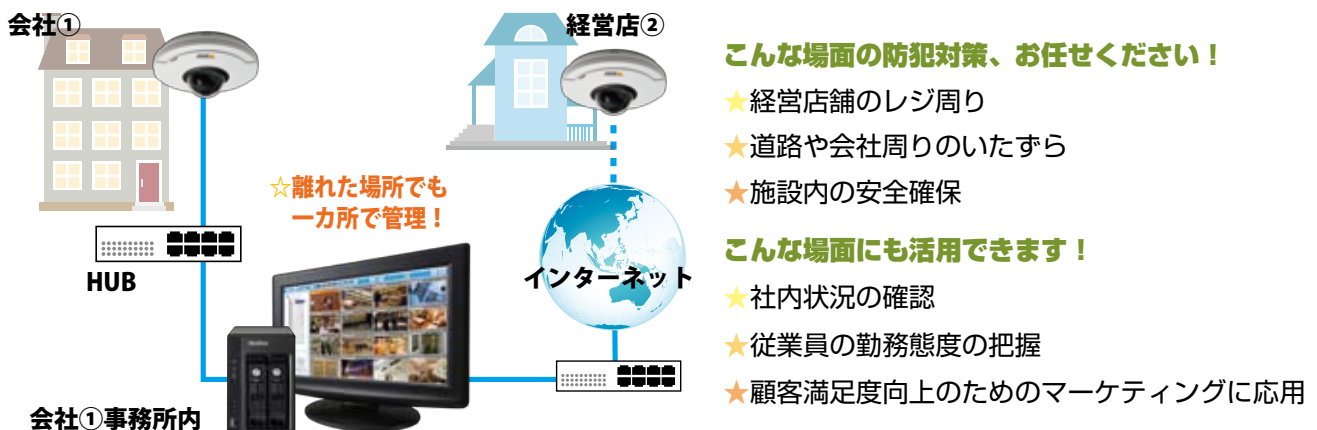 会社①
経営店②
☆離れた場所でも
一カ所で管理！
HUB
インターネット
会社①事務所内
こんな場面の防犯対策、お任せください！
★経営店舗のレジ周り
★道路や会社周りのいたずら
★施設内の安全確保
こんな場面にも活用できます！
★社内状況の確認
★従業員の勤務態度の把握
★顧客満足度向上のためのマーケティングに応用